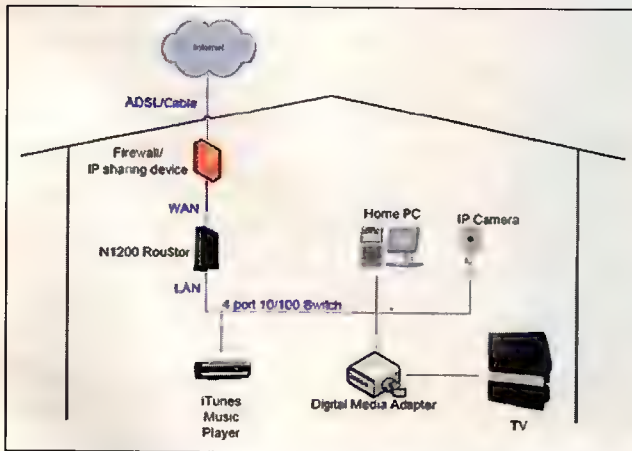 Internet
ADSL/Cable
Firewall/
IP sharing device
WAN
Home PC
IP Camera
N1200 RouStor
LAN
4 port 10/100 Switch
iTunes
Music
Player
Digital Media Adapter
TV